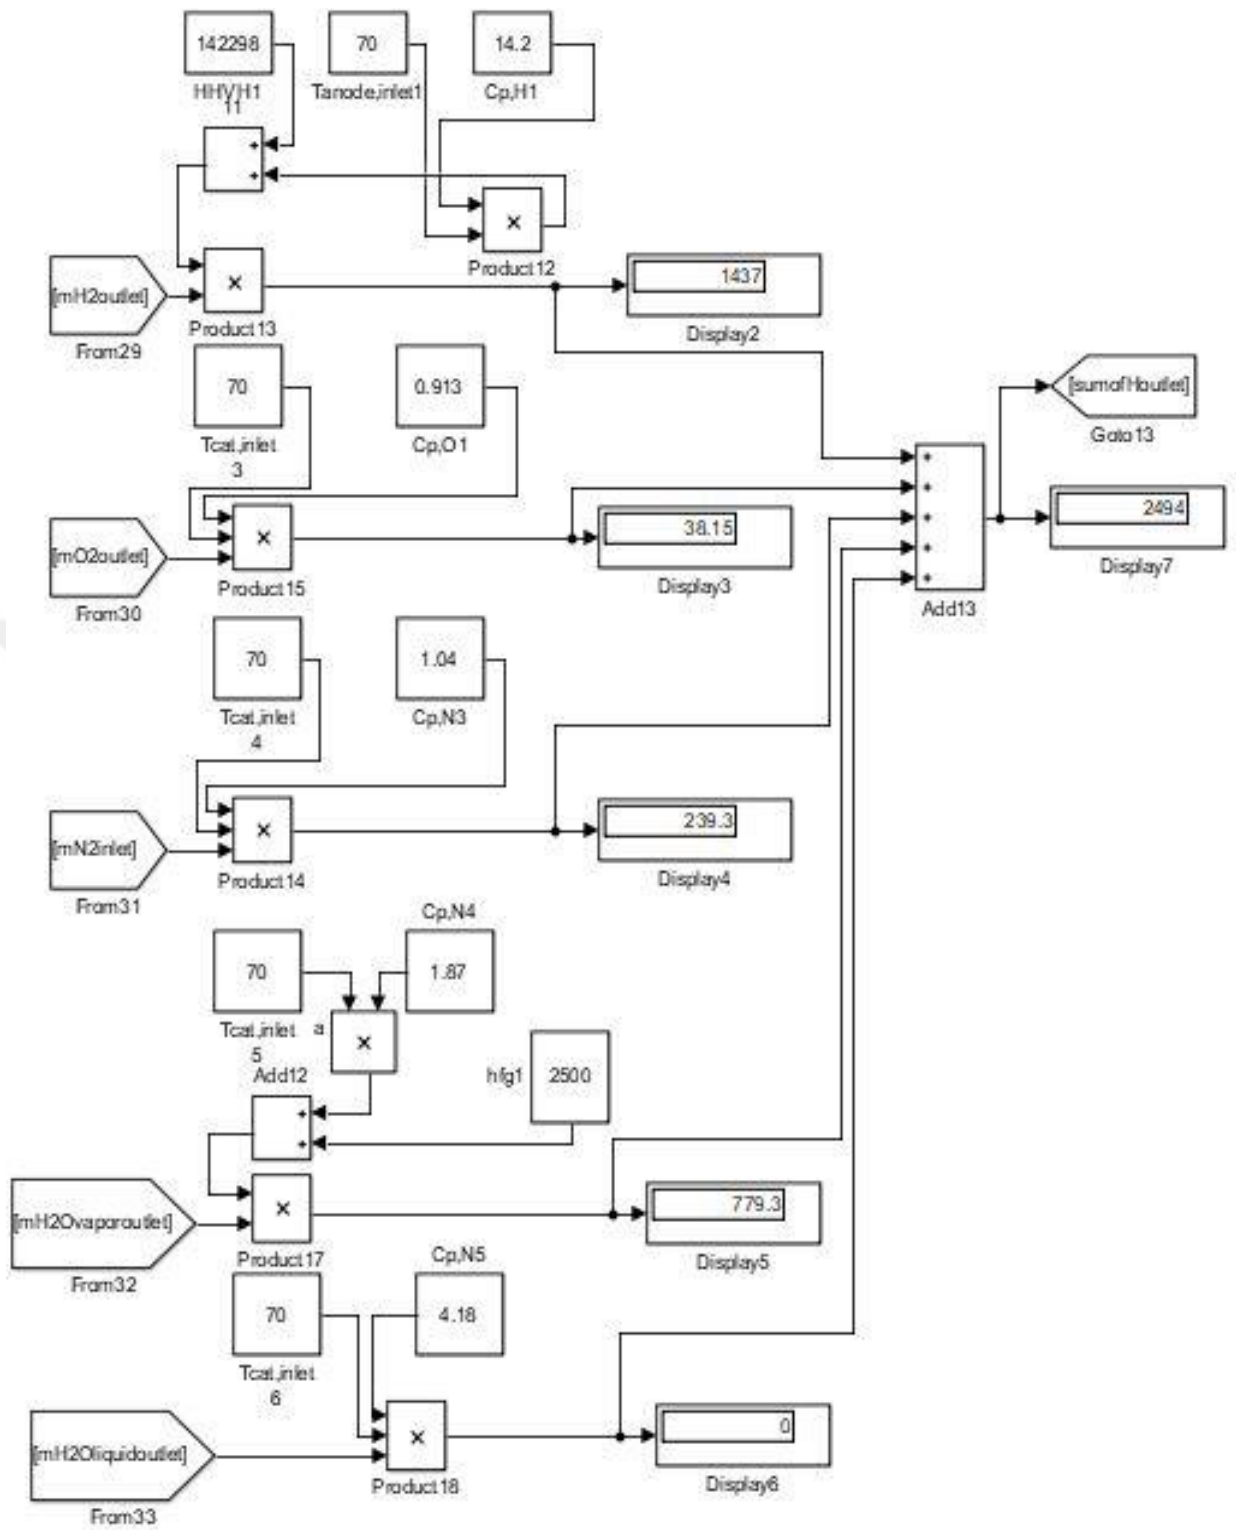 142298
HHVH1
70
Tanode,inlet1
14.2
Cp,H1
11
+
+
×
Product12
[mH2outlet]
From29
×
Product13
1437
Display2
70
Tcat,inlet
3
0.913
Cp,O1
[sumofHoutlet]
Goto13
+
+
+
+
+
Add13
2494
Display7
[mO2outlet]
From30
×
Product15
38.15
Display3
70
Tcat,inlet
4
1.04
Cp,N3
[mN2inlet]
From31
×
Product14
239.3
Display4
Cp,N4
70
Tcat,inlet
5
1.87
a
×
hfg1
2500
Add12
+
+
[mH2Ovaporoutlet]
From32
×
Product17
779.3
Display5
Cp,N5
70
Tcat,inlet
6
4.18
[mH2Oliquidoutlet]
From33
×
Product18
0
Display6